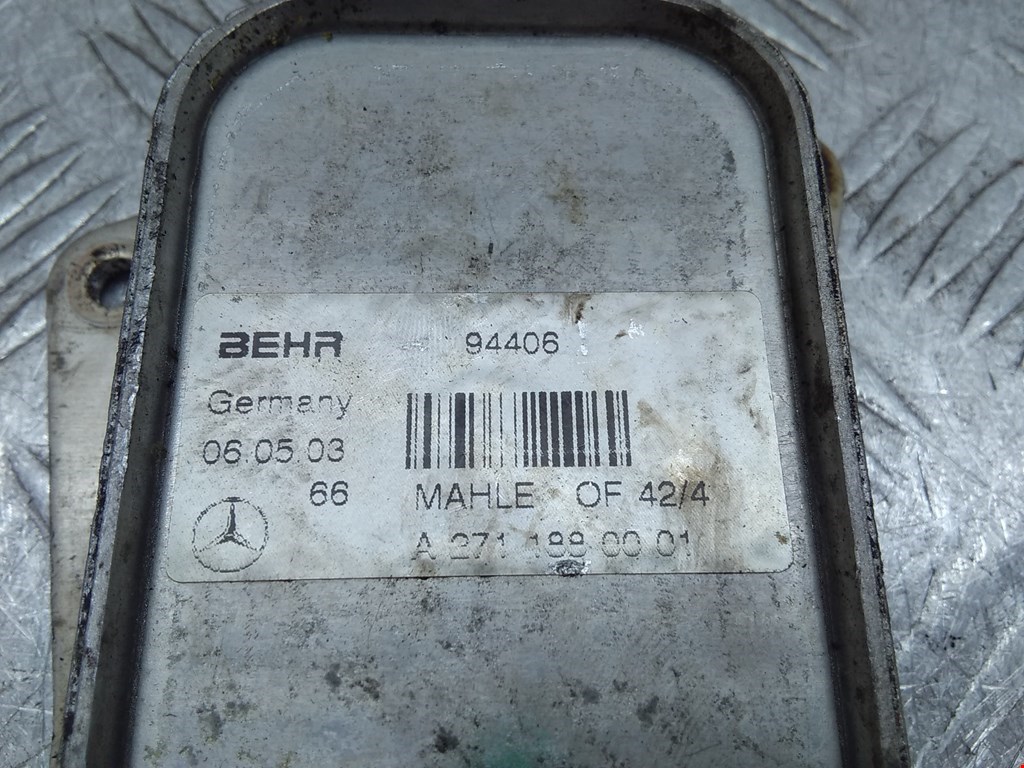 BEHR 94406
Germany
06 05 03
66 MAHLE OF 42/4
A 271 188 00 01